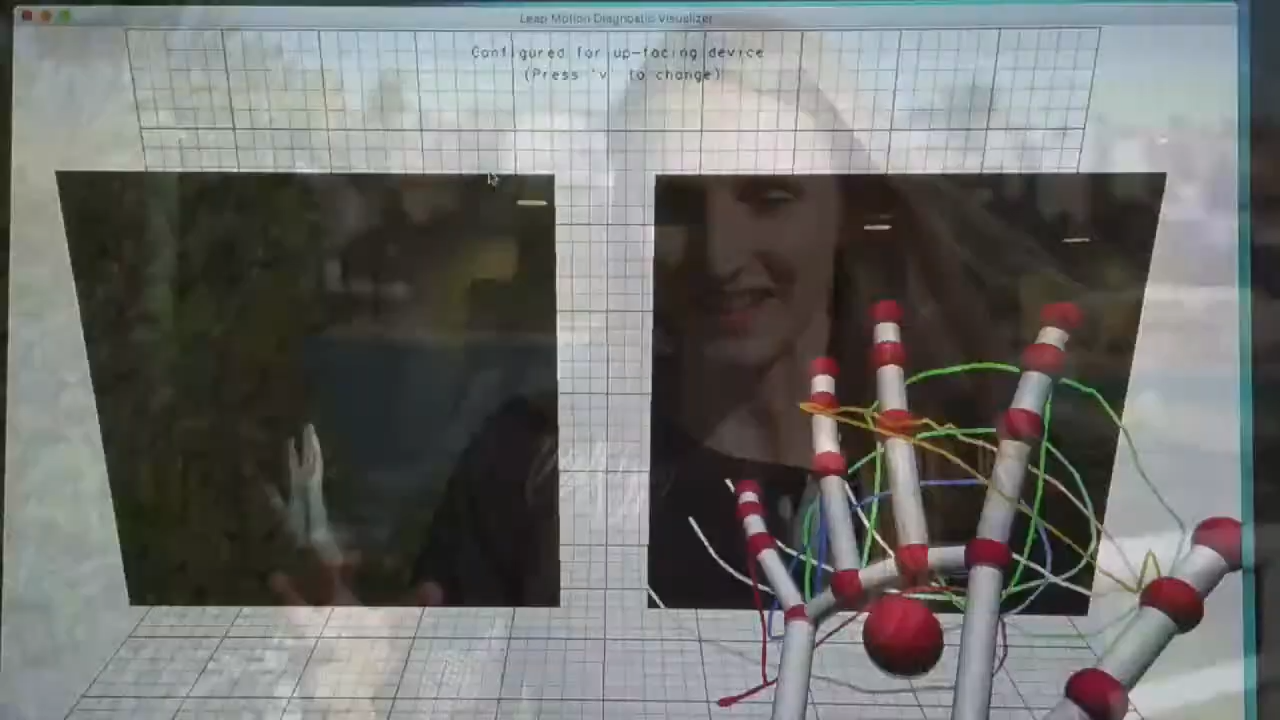 Leap Motion Diagnostic Visualizer
Configured for up-facing device
(Press 'v' to change)